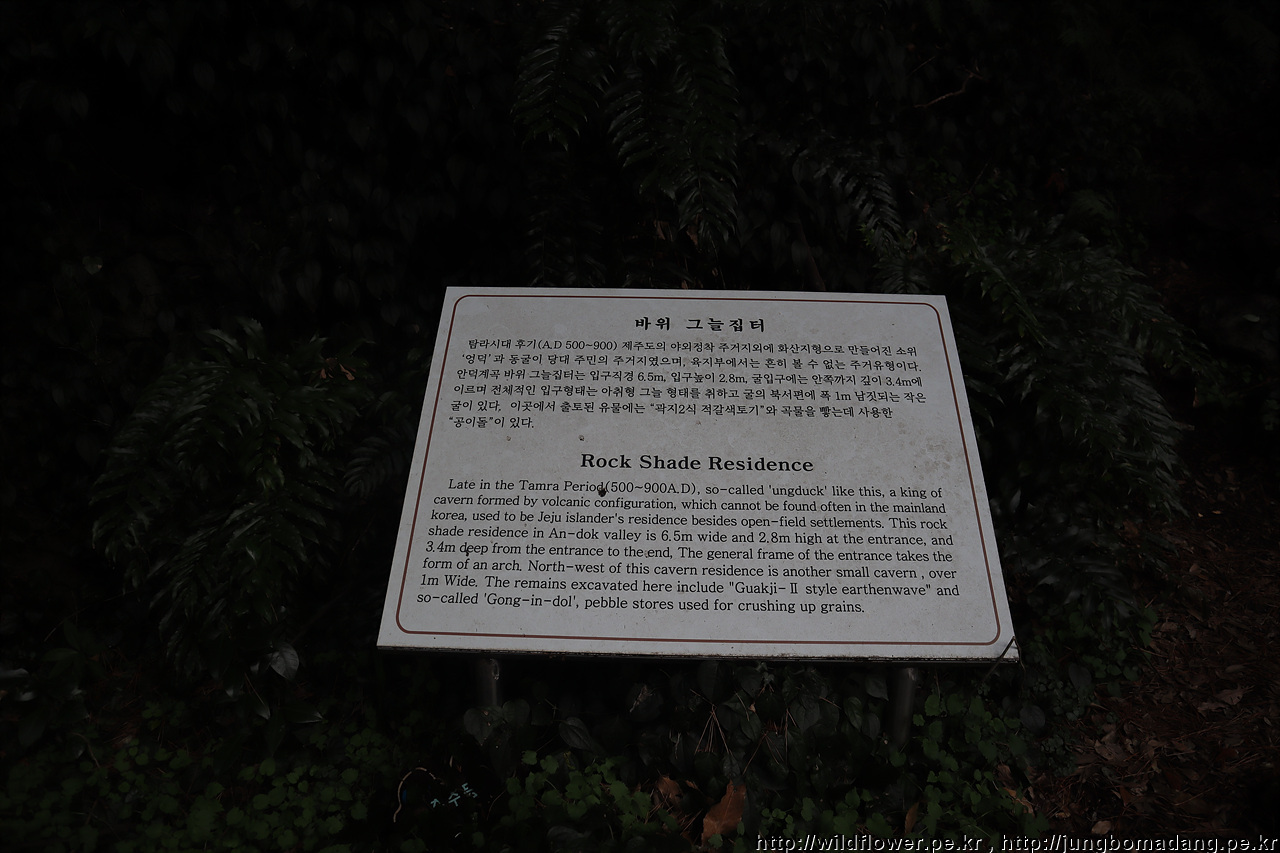 바위 그늘집터
탐라시대 후기(A.D 500~900) 제주도의 야외정착 주거지외에 화산지형으로 만들어진 소위
'엉덕'과 동굴이 당대 주민의 주거지였으며, 육지부에서는 흔히 볼 수 없는 주거유형이다.
안덕계곡 바위 그늘집터는 입구직경 6.5m, 입구높이 2.8m, 굴입구에는 안쪽까지 깊이 3.4m에
이르며 전체적인 입구형태는 아취형 그늘 형태를 취하고 굴의 북서편에 폭 1m 남짓되는 작은
굴이 있다. 이곳에서 출토된 유물에는 "곽지2식 적갈색토기"와 곡물을 빻는데 사용한
"공이돌"이 있다.
Rock Shade Residence
Late in the Tamra Period(500~900A.D), so-called 'ungduck' like this, a king of
cavern formed by volcanic configuration, which cannot be found often in the mainland
korea, used to be Jeju islander's residence besides open-field settlements. This rock
shade residence in An-dok valley is 6.5m wide and 2.8m high at the entrance, and
3.4m deep from the entrance to the end, The general frame of the entrance takes the
form of an arch. North-west of this cavern residence is another small cavern , over
1m Wide. The remains excavated here include "Guakji-Ⅱ style earthenwave" and
so-called 'Gong-in-dol', pebble stores used for crushing up grains.
수특
http://wildflower.pe.kr , http://jungbomadang.pe.kr